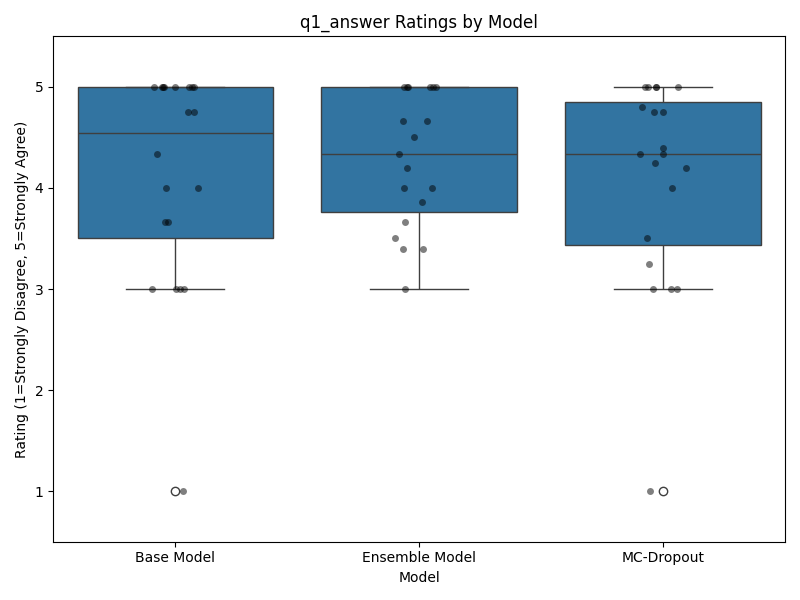 q1_answer Ratings by Model
Rating (1=Strongly Disagree, 5=Strongly Agree)
5
4
3
2
1
Base Model
Ensemble Model
MC-Dropout
Model